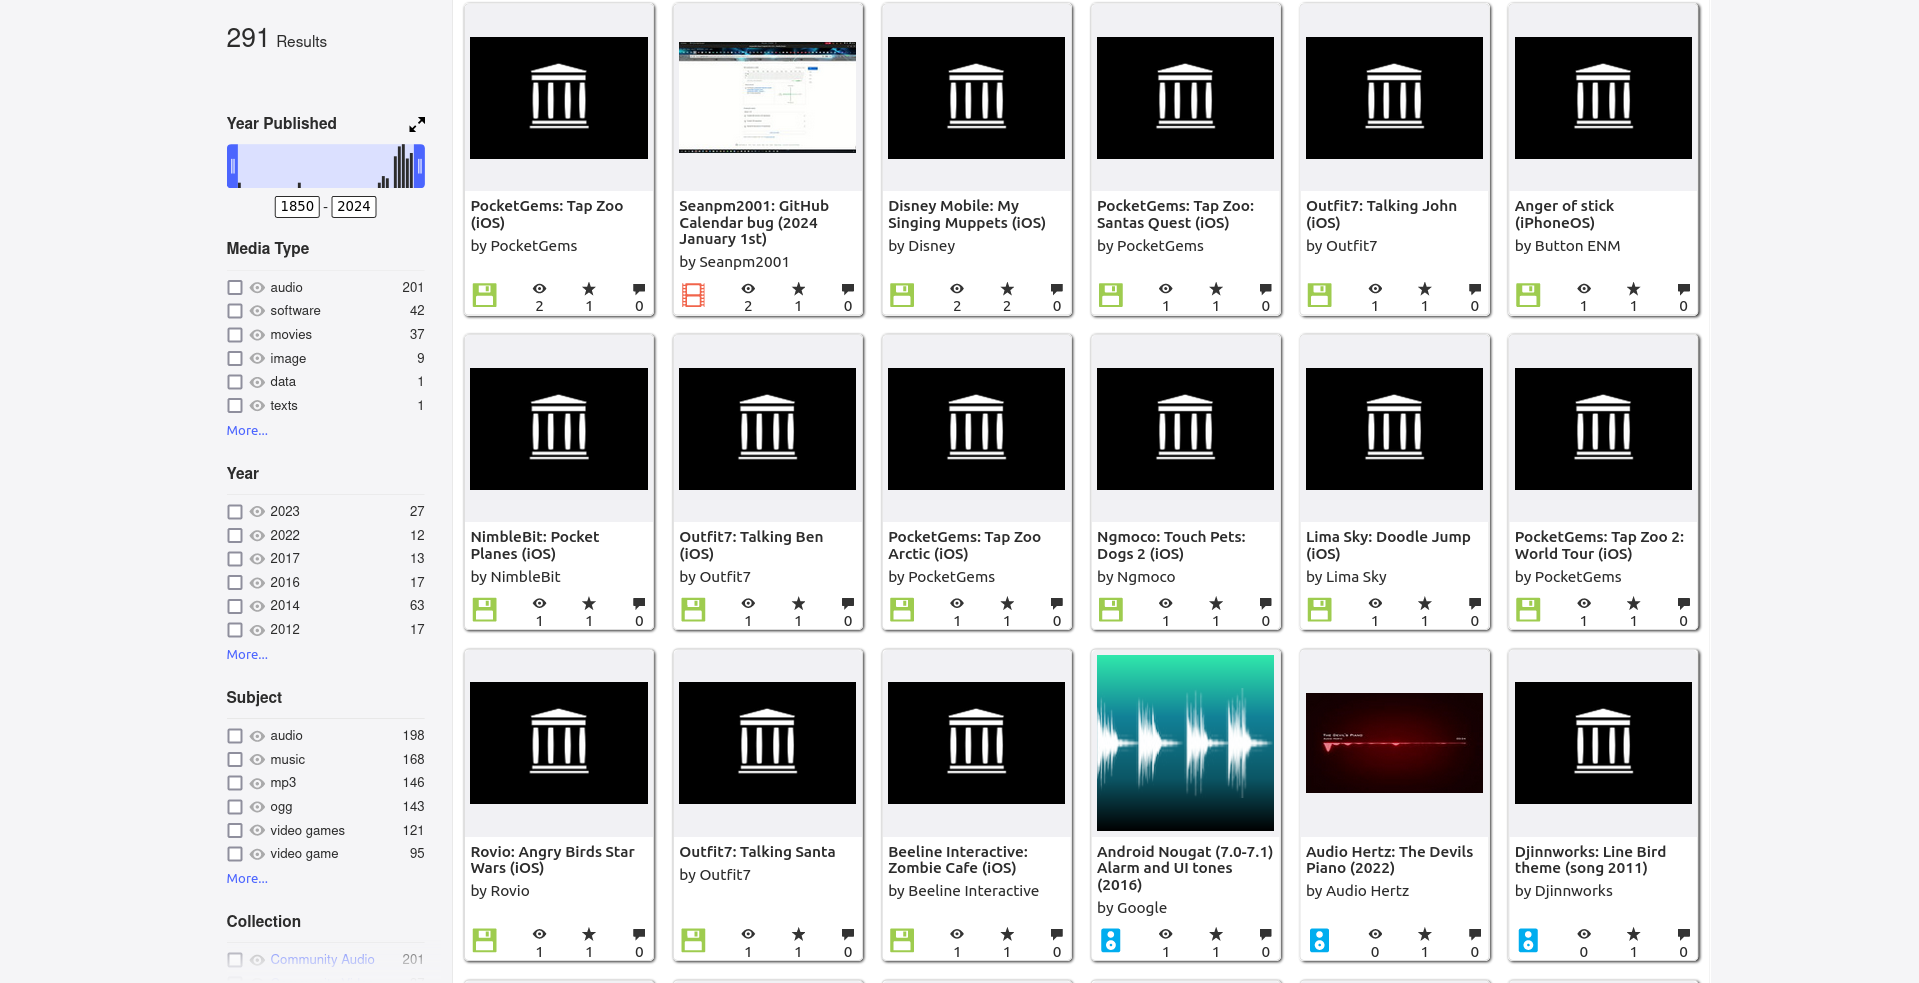 291 Results
Year Published
1850 - 2024
Media Type
audio 201
software 42
movies 37
image 9
data 1
texts 1
More...
Year
2023 27
2022 12
2017 13
2016 17
2014 63
2012 17
More...
Subject
audio 198
music 168
mp3 146
ogg 143
video games 121
video game 95
More...
Collection
Community Audio 201
PocketGems: Tap Zoo
(iOS)
by PocketGems
2 1 0
Seanpm2001: GitHub
Calendar bug (2024
January 1st)
by Seanpm2001
2 1 0
Disney Mobile: My
Singing Muppets (iOS)
by Disney
2 2 0
PocketGems: Tap Zoo:
Santas Quest (iOS)
by PocketGems
1 1 0
Outfit7: Talking John
(iOS)
by Outfit7
1 1 0
Anger of stick
(iPhoneOS)
by Button ENM
1 1 0
NimbleBit: Pocket
Planes (iOS)
by NimbleBit
1 1 0
Outfit7: Talking Ben
(iOS)
by Outfit7
1 1 0
PocketGems: Tap Zoo
Arctic (iOS)
by PocketGems
1 1 0
Ngmoco: Touch Pets:
Dogs 2 (iOS)
by Ngmoco
1 1 0
Lima Sky: Doodle Jump
(iOS)
by Lima Sky
1 1 0
PocketGems: Tap Zoo 2:
World Tour (iOS)
by PocketGems
1 1 0
Rovio: Angry Birds Star
Wars (iOS)
by Rovio
1 1 0
Outfit7: Talking Santa
by Outfit7
1 1 0
Beeline Interactive:
Zombie Cafe (iOS)
by Beeline Interactive
1 1 0
Android Nougat (7.0-7.1)
Alarm and UI tones
(2016)
by Google
1 1 0
The Devil's Piano
Audio Hertz: The Devils
Piano (2022)
by Audio Hertz
0 1 0
Djinnworks: Line Bird
theme (song 2011)
by Djinnworks
0 1 0